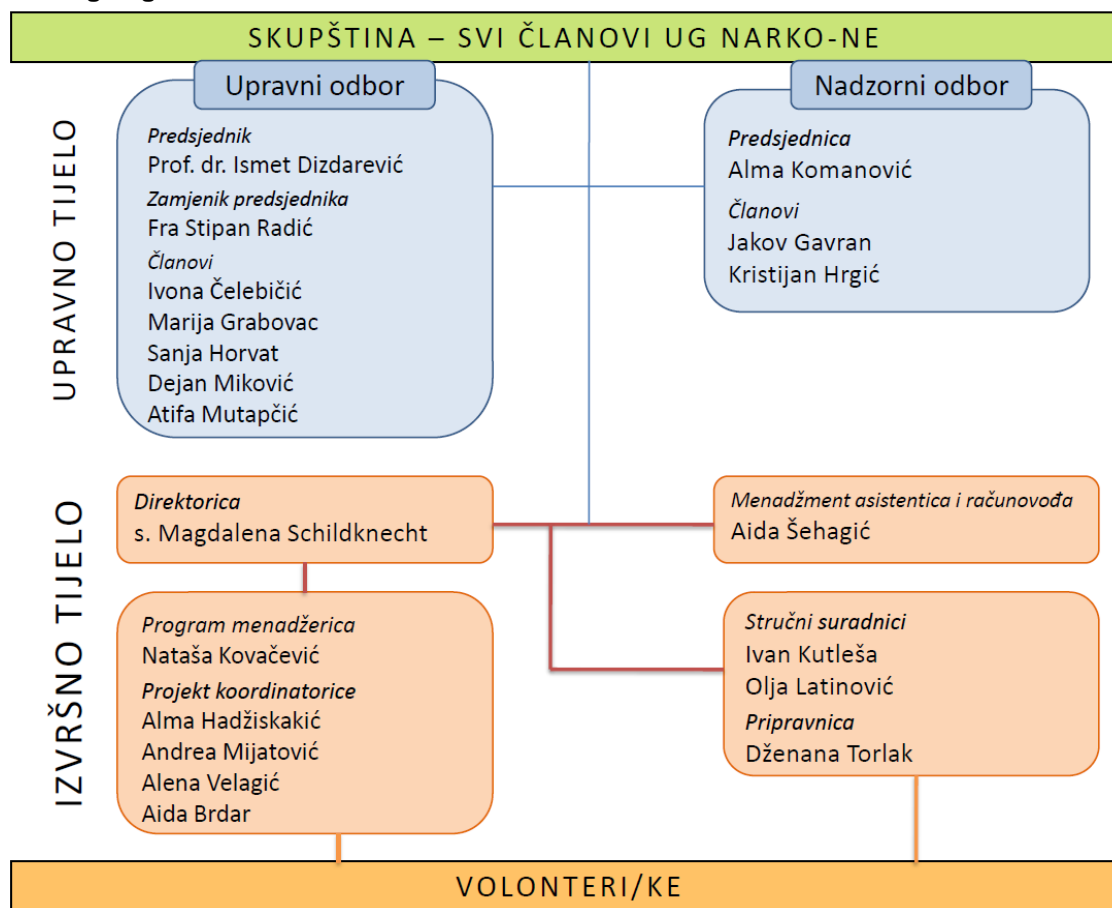 SKUPŠTINA – SVI ČLANOVI UG NARKO-NE
UPRAVNO TIJELO
Upravni odbor
Predsjednik
Prof. dr. Ismet Dizdarević
Zamjenik predsjednika
Fra Stipan Radić
Članovi
Ivona Čelebičić
Marija Grabovac
Sanja Horvat
Dejan Miković
Atifa Mutapčić
Nadzorni odbor
Predsjednica
Alma Komanović
Članovi
Jakov Gavran
Kristijan Hrgić
IZVRŠNO TIJELO
Direktorica
s. Magdalena Schildknecht
Menadžment asistentica i računovođa
Aida Šehagić
Program menadžerica
Nataša Kovačević
Projekt koordinatorice
Alma Hadžiskakić
Andrea Mijatović
Alena Velagić
Aida Brdar
Stručni suradnici
Ivan Kutleša
Olja Latinović
Pripravnica
Dženana Torlak
VOLONTERI/KE